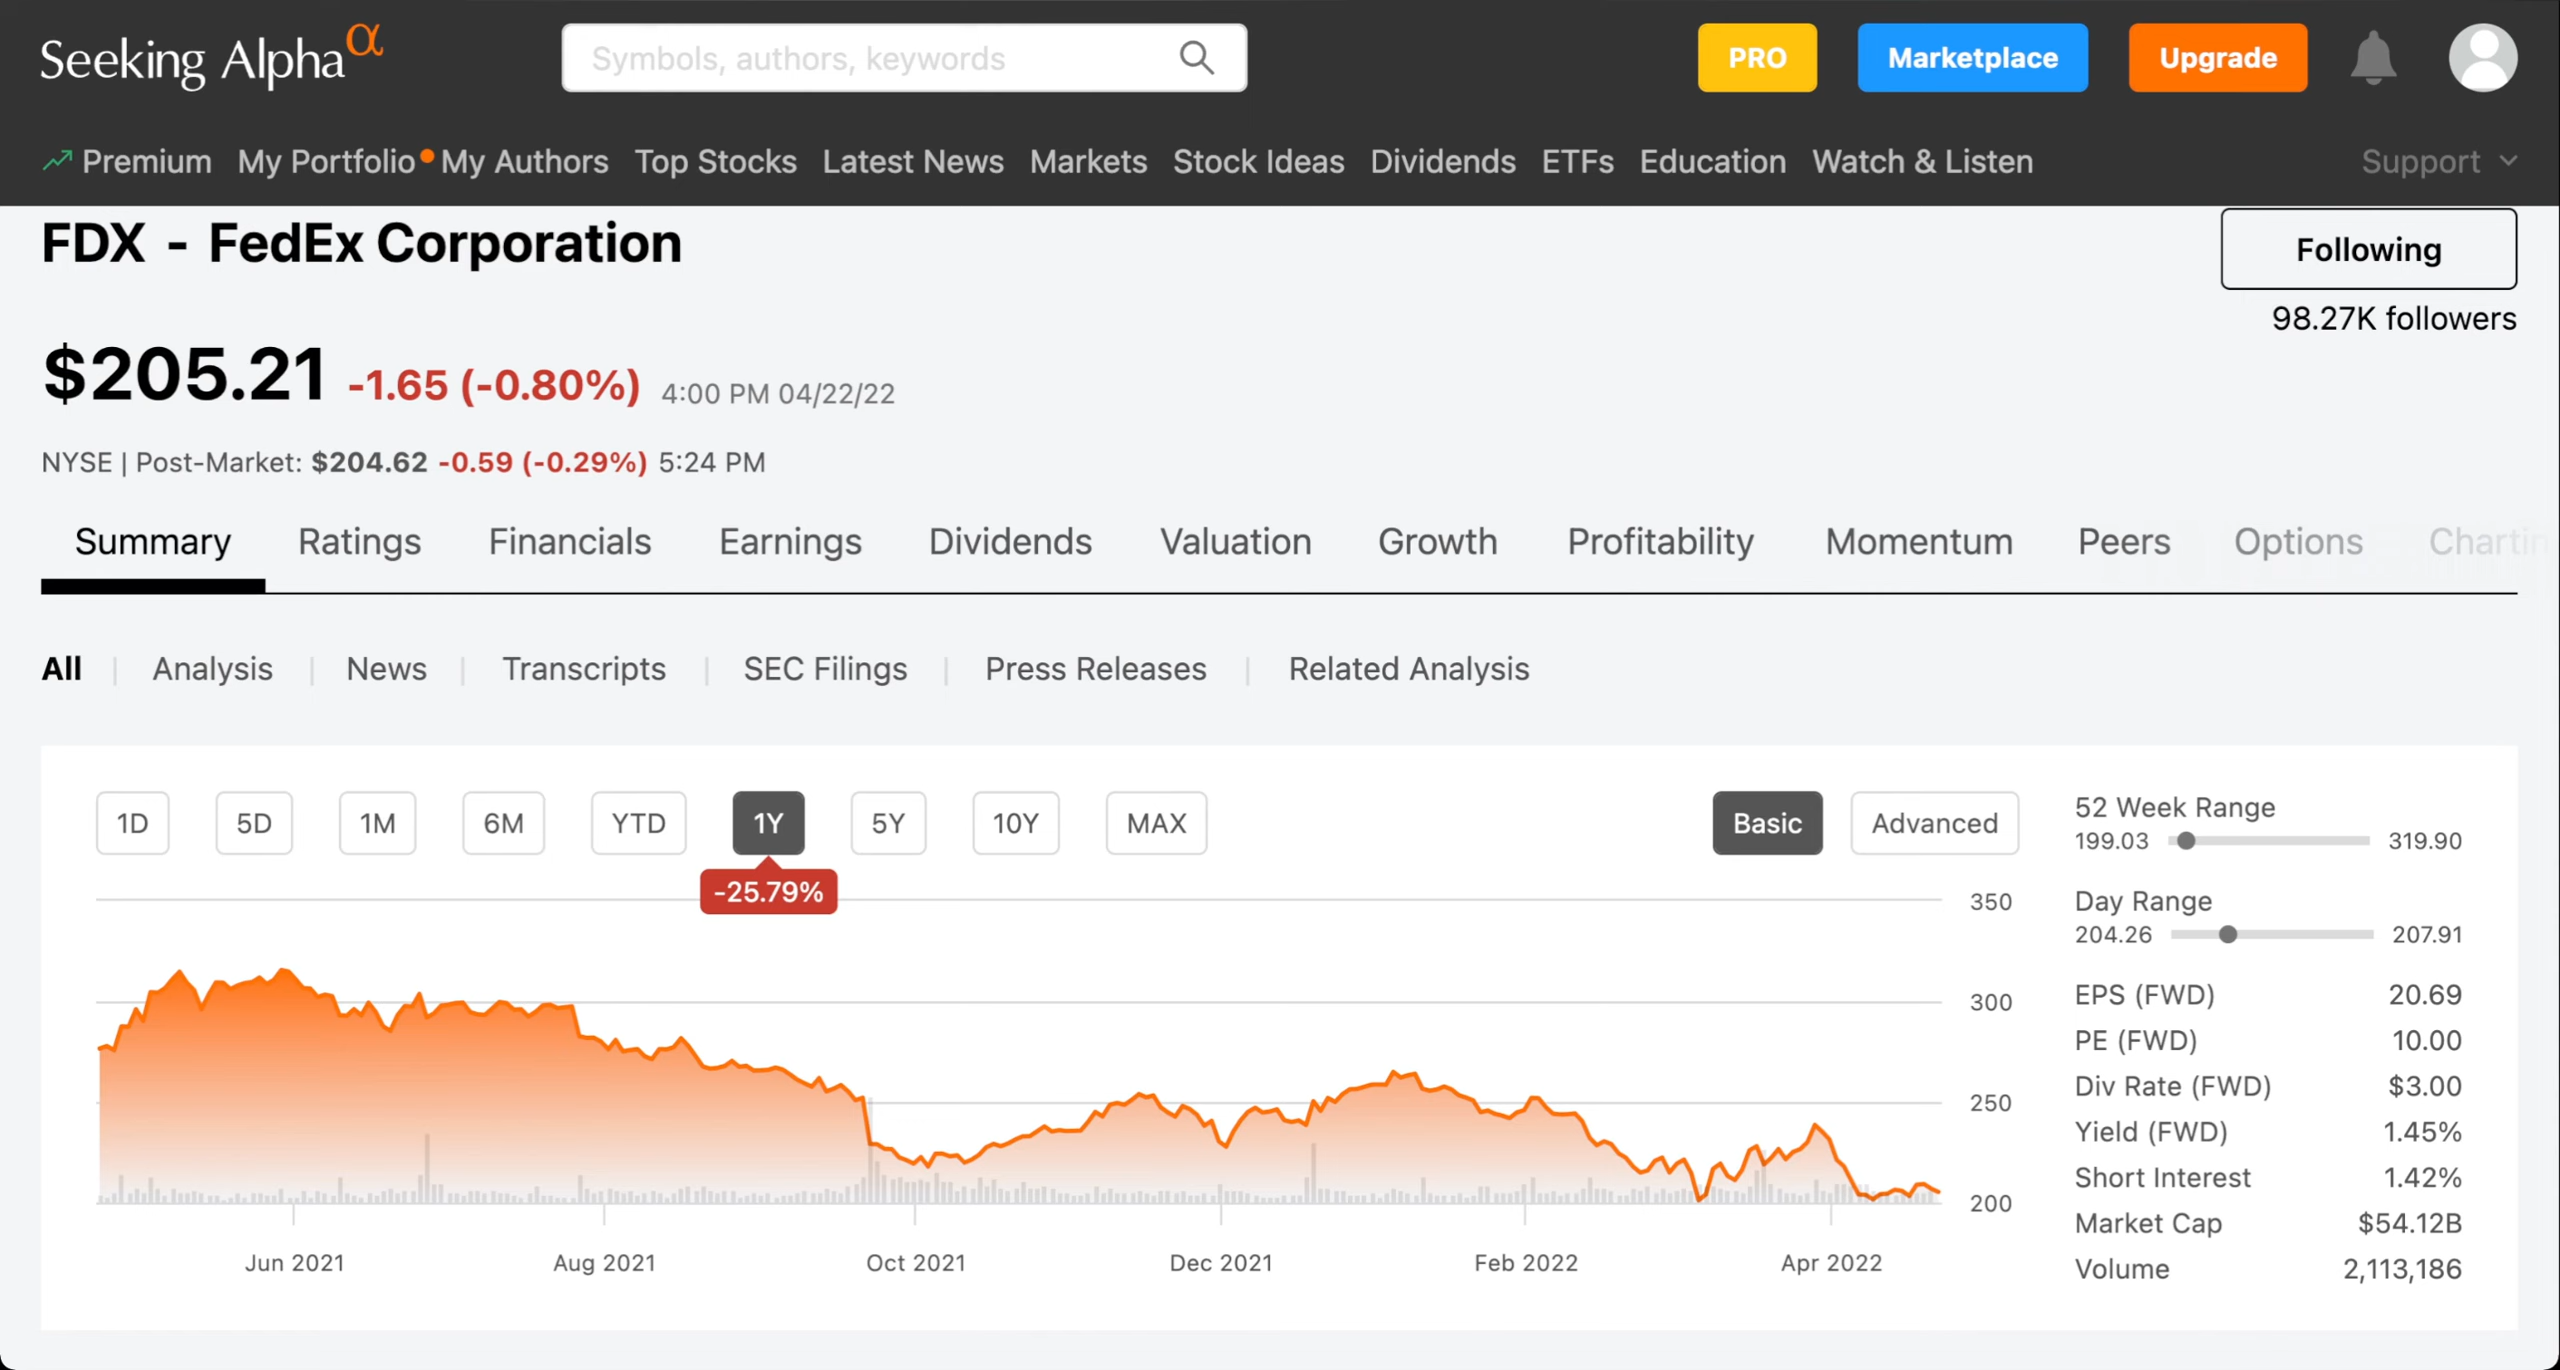 Seeking Alpha α
Symbols, authors, keywords
PRO
Marketplace
Upgrade
Premium My Portfolio My Authors Top Stocks Latest News Markets Stock Ideas Dividends ETFs Education Watch & Listen Support
FDX - FedEx Corporation
Following
98.27K followers
$205.21 -1.65 (-0.80%) 4:00 PM 04/22/22
NYSE | Post-Market: $204.62 -0.59 (-0.29%) 5:24 PM
Summary Ratings Financials Earnings Dividends Valuation Growth Profitability Momentum Peers Options Chartin
All | Analysis | News | Transcripts | SEC Filings | Press Releases | Related Analysis
1D 5D 1M 6M YTD 1Y 5Y 10Y MAX
-25.79%
Basic Advanced
350
300
250
200
Jun 2021 Aug 2021 Oct 2021 Dec 2021 Feb 2022 Apr 2022
52 Week Range
199.03 319.90
Day Range
204.26 207.91
EPS (FWD) 20.69
PE (FWD) 10.00
Div Rate (FWD) $3.00
Yield (FWD) 1.45%
Short Interest 1.42%
Market Cap $54.12B
Volume 2,113,186